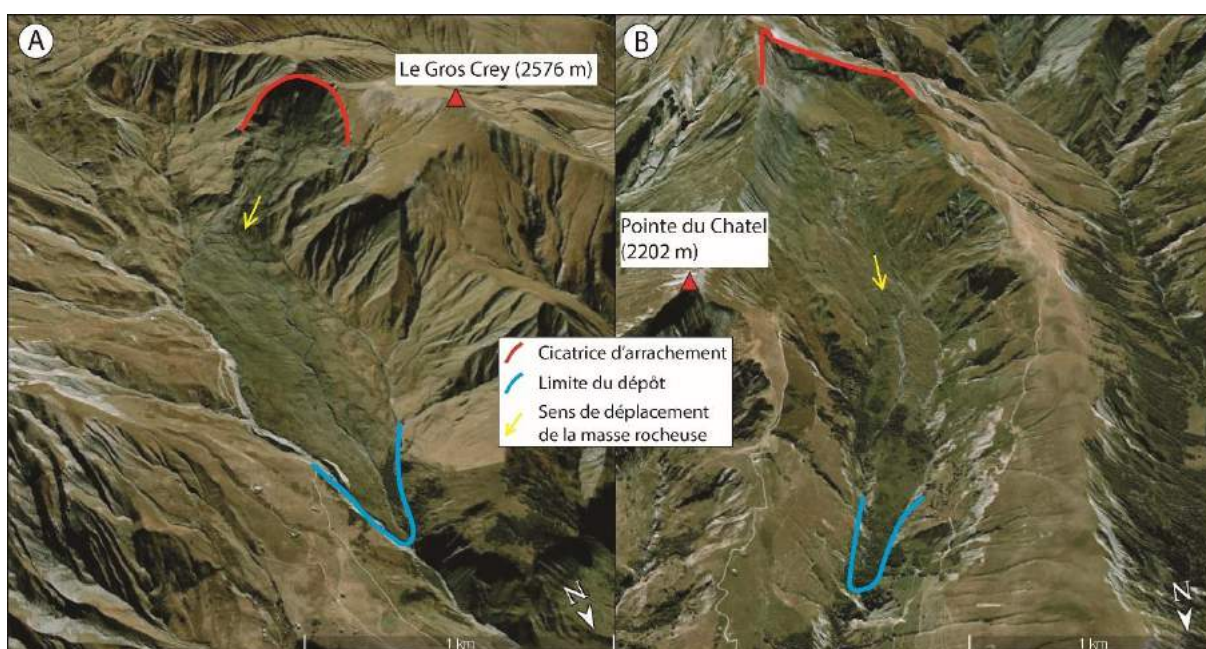 A
Le Gros Crey (2576 m)
B
Pointe du Chatel
(2202 m)
Cicatrice d'arrachement
Limite du dépôt
Sens de déplacement
de la masse rocheuse
N
1 km
N
1 km